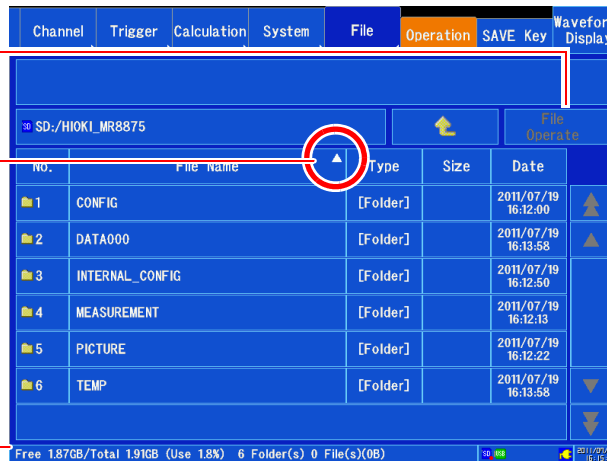 Channel Trigger Calculation System File Operation SAVE Key Waveform Display
SD:/HIOKI_MR8875
File Operate
No. File Name Type Size Date
1 CONFIG [Folder] 2011/07/19 16:12:00
2 DATA000 [Folder] 2011/07/19 16:13:58
3 INTERNAL_CONFIG [Folder] 2011/07/19 16:12:50
4 MEASUREMENT [Folder] 2011/07/19 16:12:13
5 PICTURE [Folder] 2011/07/19 16:12:22
6 TEMP [Folder] 2011/07/19 16:13:58
Free 1.87GB/Total 1.91GB (Use 1.8%) 6 Folder(s) 0 File(s)(0B) SD USB